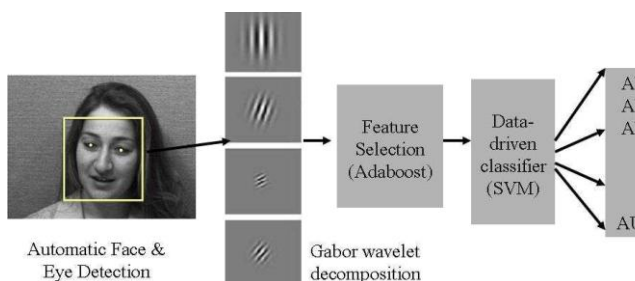 Automatic Face &
Eye Detection
Gabor wavelet
decomposition
Feature
Selection
(Adaboost)
Data-
driven
classifier
(SVM)